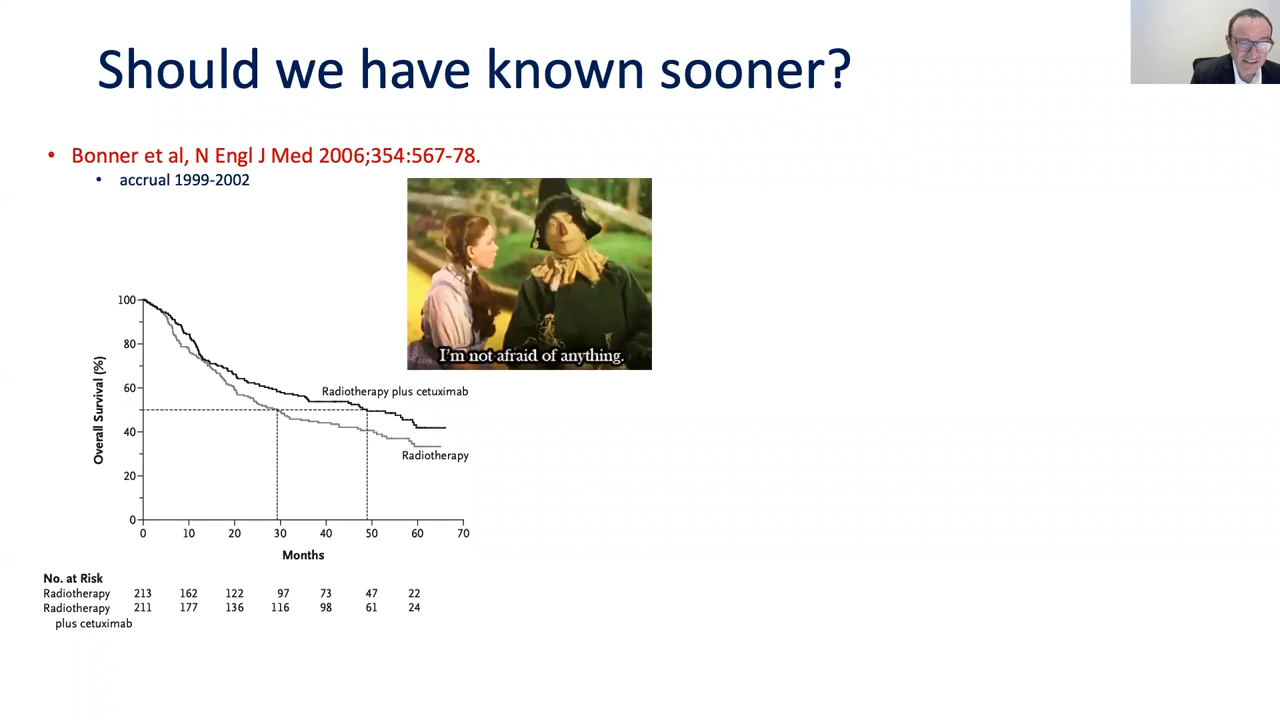 Should we have known sooner?
• Bonner et al, N Engl J Med 2006;354:567-78.
• accrual 1999-2002
I'm not afraid of anything.
100
80
60
40
20
0
Overall Survival (%)
Radiotherapy plus cetuximab
Radiotherapy
0 10 20 30 40 50 60 70
Months
No. at Risk
Radiotherapy 213 162 122 97 73 47 22
Radiotherapy 211 177 136 116 98 61 24
plus cetuximab